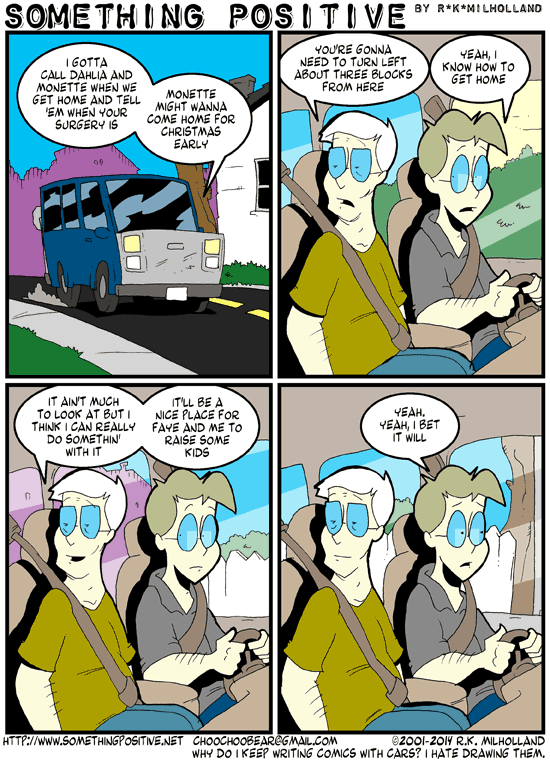 SOMETHING POSITIVE BY R*K*MILHOLLAND
I GOTTA
CALL DAHLIA AND
MONETTE WHEN WE
GET HOME AND TELL
'EM WHEN YOUR
SURGERY IS
MONETTE
MIGHT WANNA
COME HOME FOR
CHRISTMAS
EARLY
YOU'RE GONNA
NEED TO TURN LEFT
ABOUT THREE BLOCKS
FROM HERE
YEAH, I
KNOW HOW TO
GET HOME
IT AIN'T MUCH
TO LOOK AT BUT I
THINK I CAN REALLY
DO SOMETHIN'
WITH IT
IT'LL BE A
NICE PLACE FOR
FAYE AND ME TO
RAISE SOME
KIDS
YEAH.
YEAH, I BET
IT WILL
HTTP://WWW.SOMETHINGPOSITIVE.NET CHOOCHOOBEAR@GMAIL.COM ©2001-2014 R.K. MILHOLLAND
WHY DO I KEEP WRITING COMICS WITH CARS? I HATE DRAWING THEM.